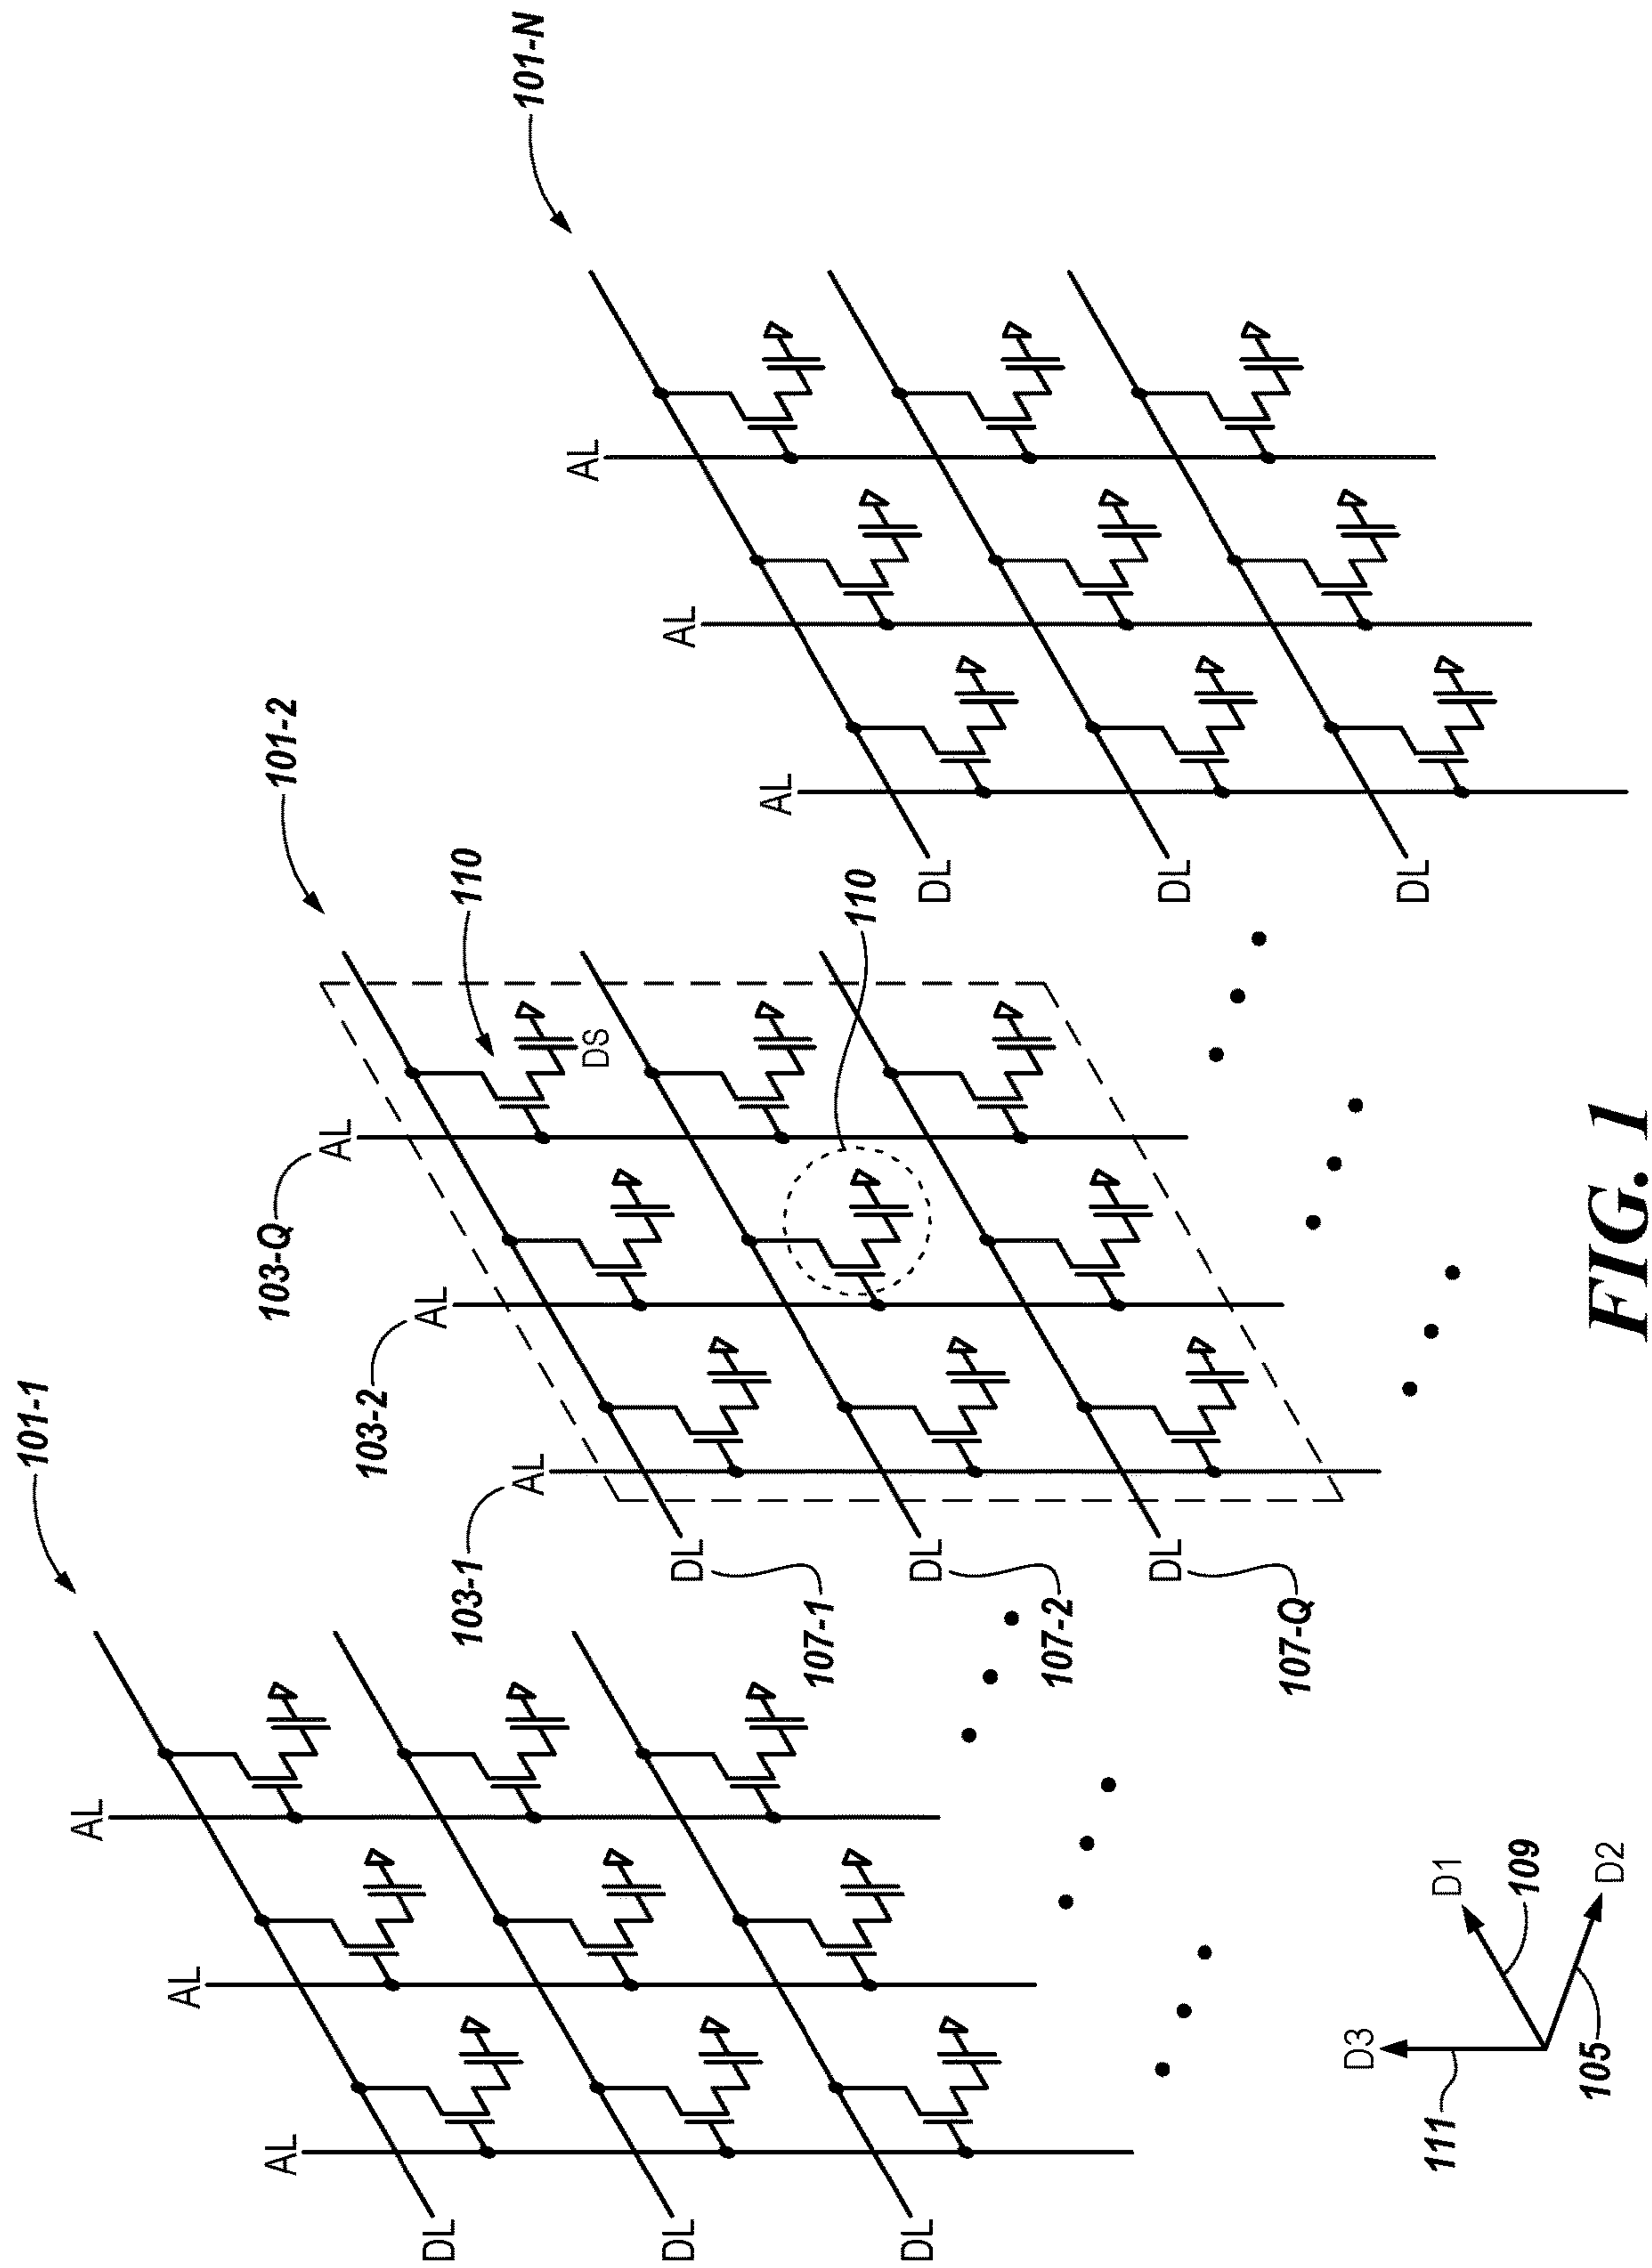 101-1
AL
AL
AL
DL
DL
DL
101-2
103-Q
AL
103-2
AL
103-1
AL
110
DS
110
DL
107-1
DL
107-2
DL
107-Q
101-N
AL
AL
AL
DL
DL
DL
D3
111
D1
109
105
D2
FIG. 1